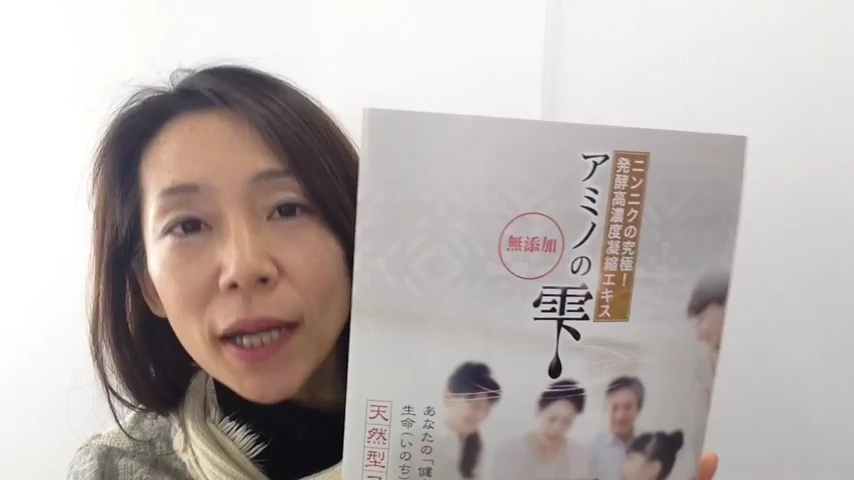 ニンニクの究極!
発酵高濃度凝縮エキス
アミノの雫
無添加
あなたの「健
生命(いのち)
天然型